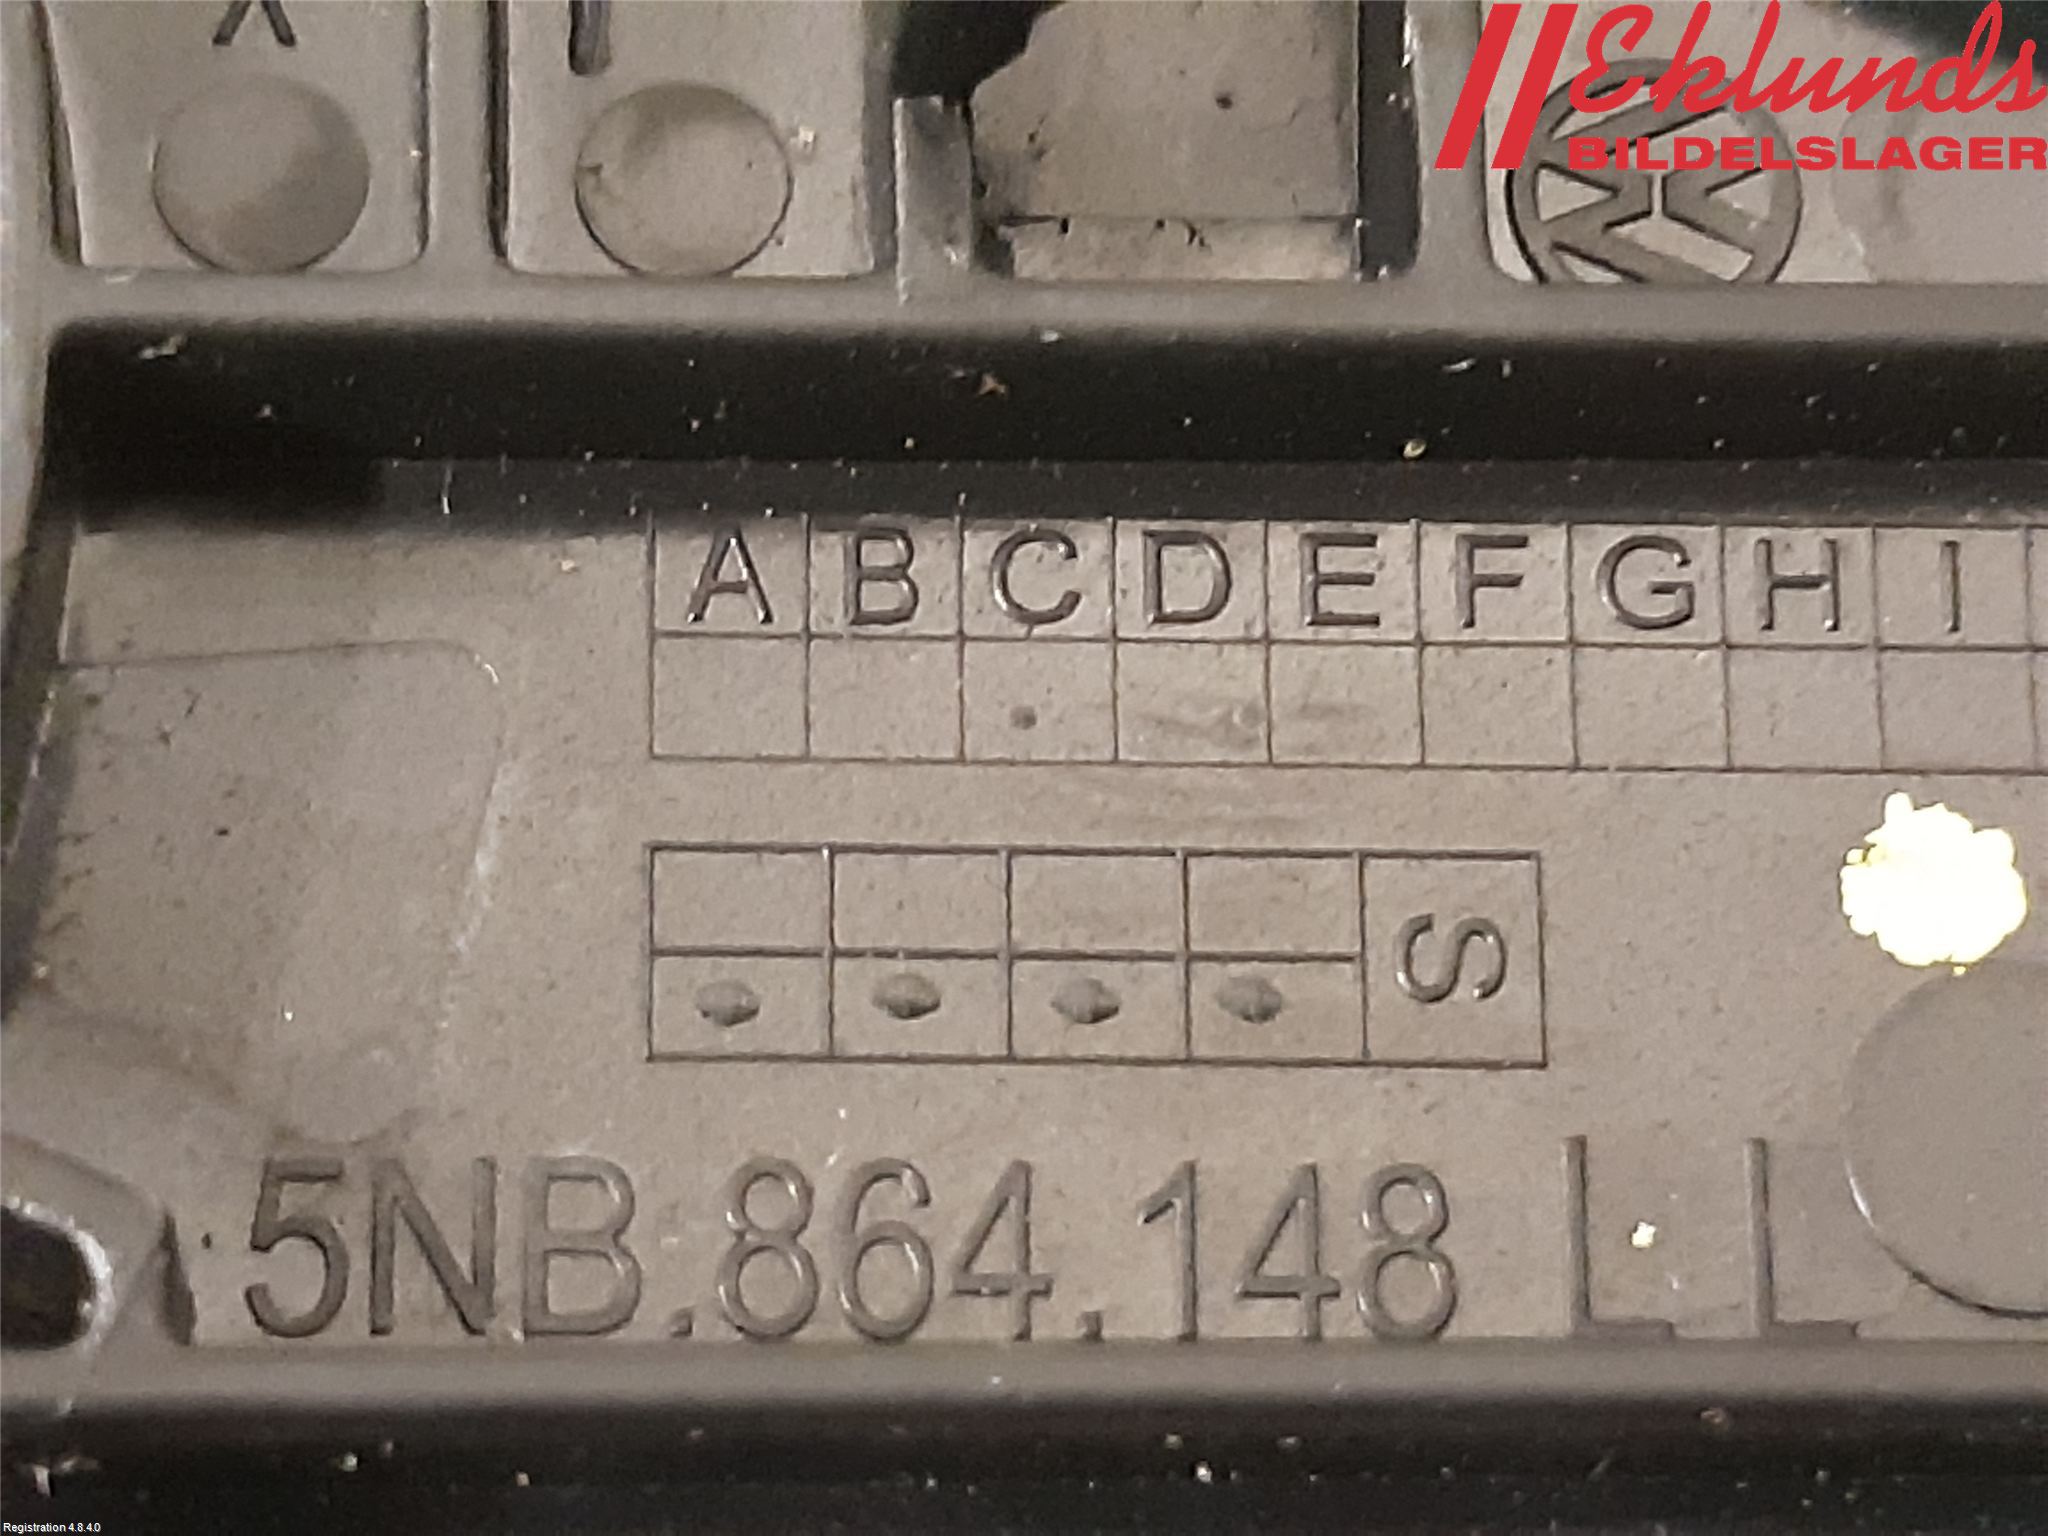 Eklunds
BILDELSLAGER
A B C D E F G H I
S
5NB.864.148 L L
Registration 4.8.4.0